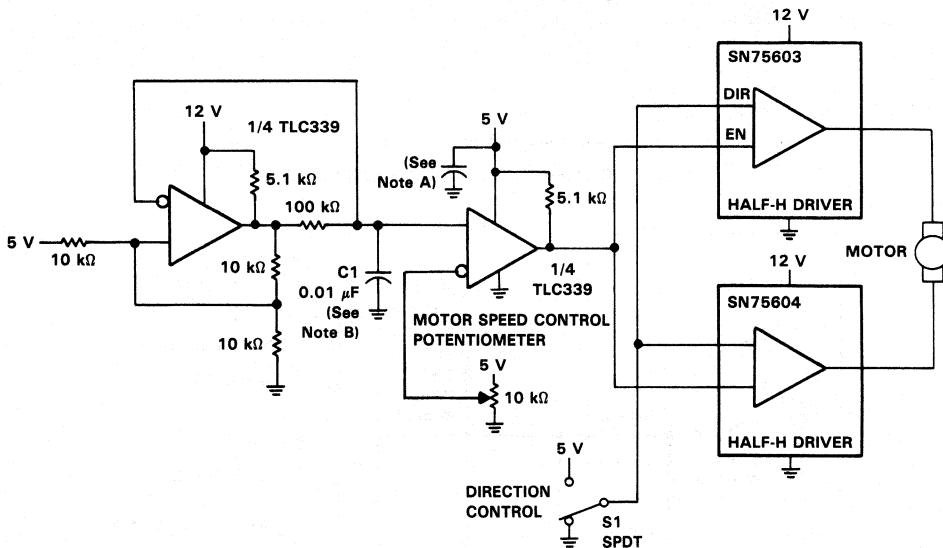 12 V
SN75603
DIR
EN
HALF-H DRIVER
12 V
1/4 TLC339
5.1 kΩ
100 kΩ
5 V
10 kΩ
10 kΩ
10 kΩ
C1
0.01 μF
(See
Note B)
5 V
(See
Note A)
5.1 kΩ
1/4
TLC339
MOTOR SPEED CONTROL
POTENTIOMETER
5 V
10 kΩ
MOTOR
12 V
SN75604
HALF-H DRIVER
5 V
DIRECTION
CONTROL
S1
SPDT